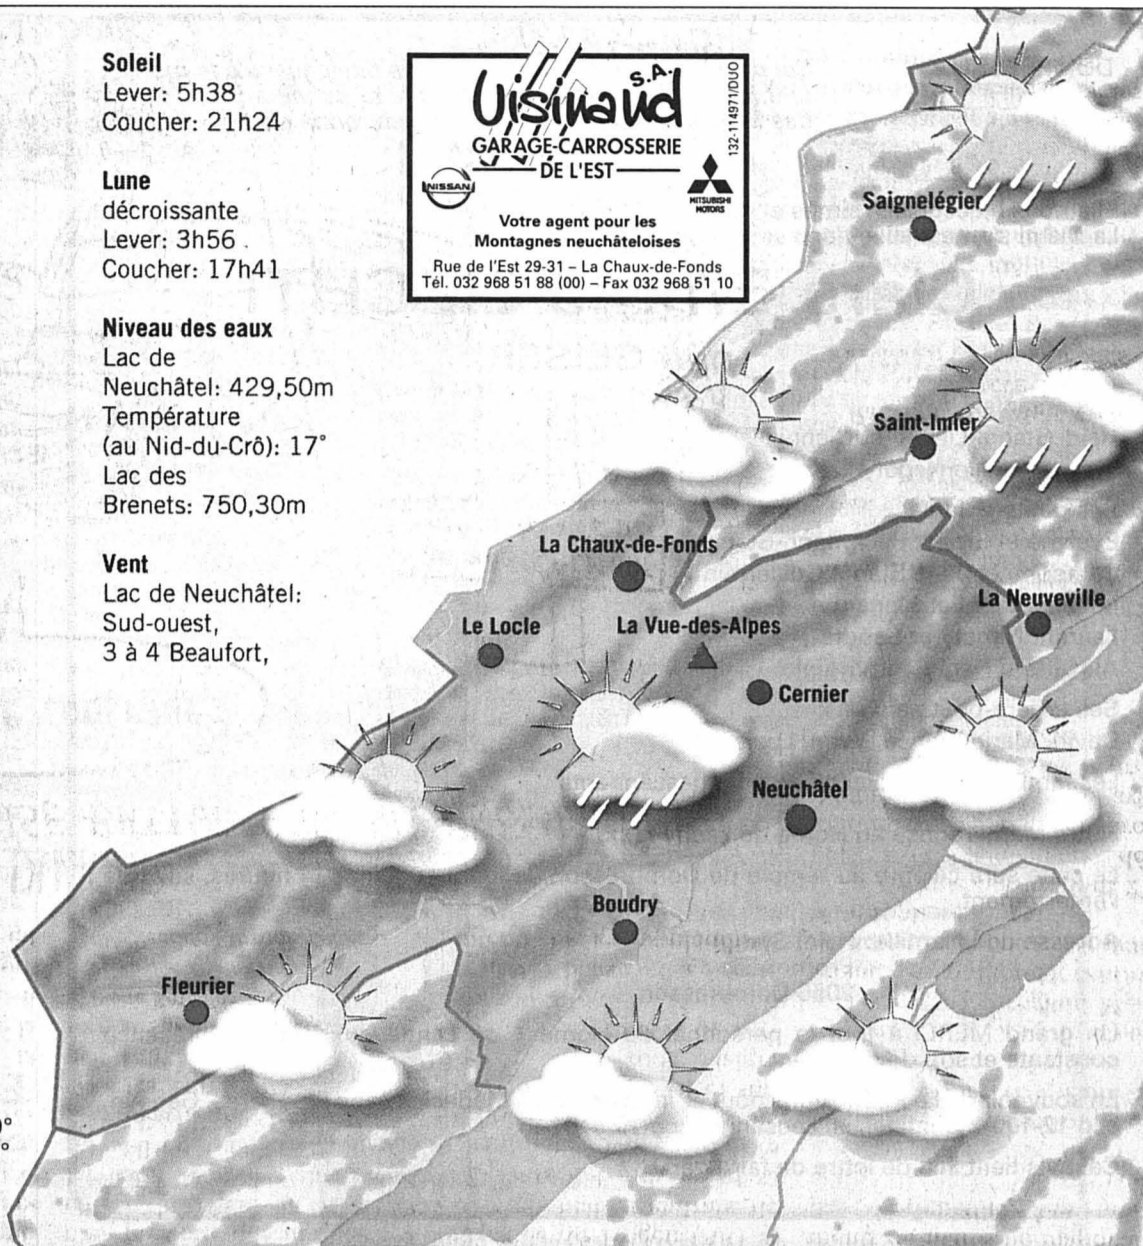 Soleil
Lever: 5h38
Coucher: 21h24
Lune
décroissante
Lever: 3h56
Coucher: 17h41
Niveau des eaux
Lac de
Neuchâtel: 429,50m
Température
(au Nid-du-Crô): 17°
Lac des
Brenets: 750,30m
Vent
Lac de Neuchâtel:
Sud-ouest,
3 à 4 Beaufort,
Visinand S.A.
GARAGE-CARROSSERIE
DE L'EST
132-114971/DUO
NISSAN
MITSUBISHI
MOTORS
Votre agent pour les
Montagnes neuchâteloises
Rue de l'Est 29-31 – La Chaux-de-Fonds
Tél. 032 968 51 88 (00) – Fax 032 968 51 10
Saignelégier
Saint-Imier
La Chaux-de-Fonds
La Neuveville
Le Locle
La Vue-des-Alpes
Cernier
Neuchâtel
Boudry
Fleurier